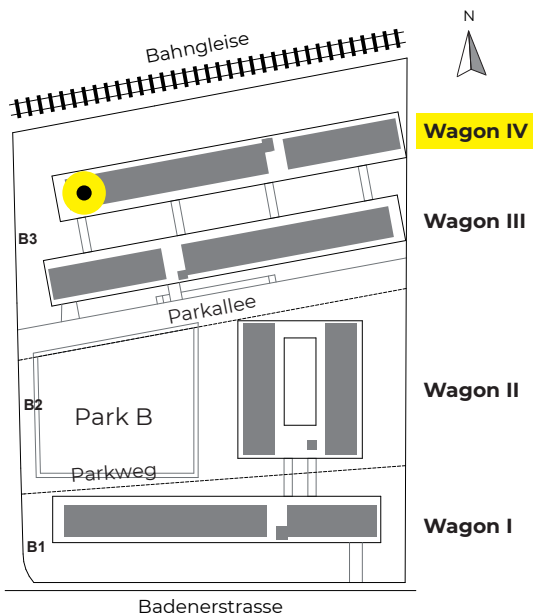 N
Bahngleise
Wagon IV
B3
Wagon III
Parkallee
B2
Park B
Wagon II
Parkweg
Wagon I
B1
Badenerstrasse